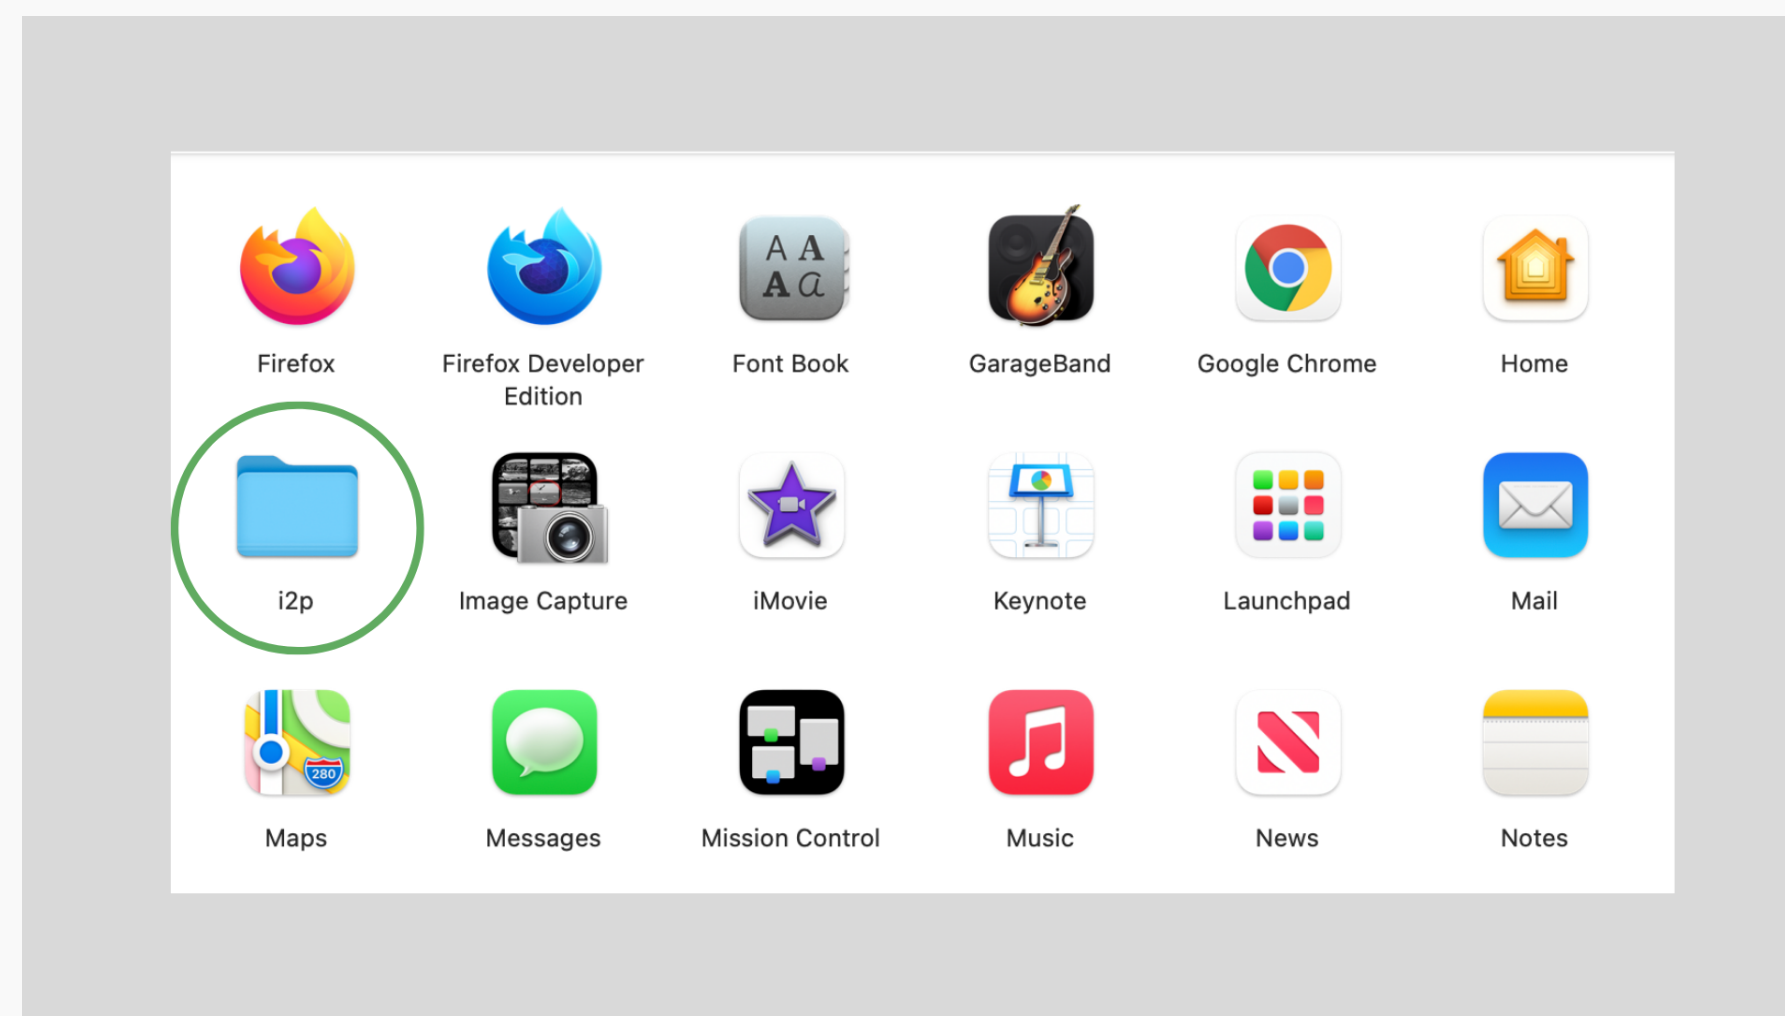 A A
A a
Firefox
Firefox Developer
Edition
Font Book
GarageBand
Google Chrome
Home
i2p
Image Capture
iMovie
Keynote
Launchpad
Mail
280
Maps
Messages
Mission Control
Music
News
Notes